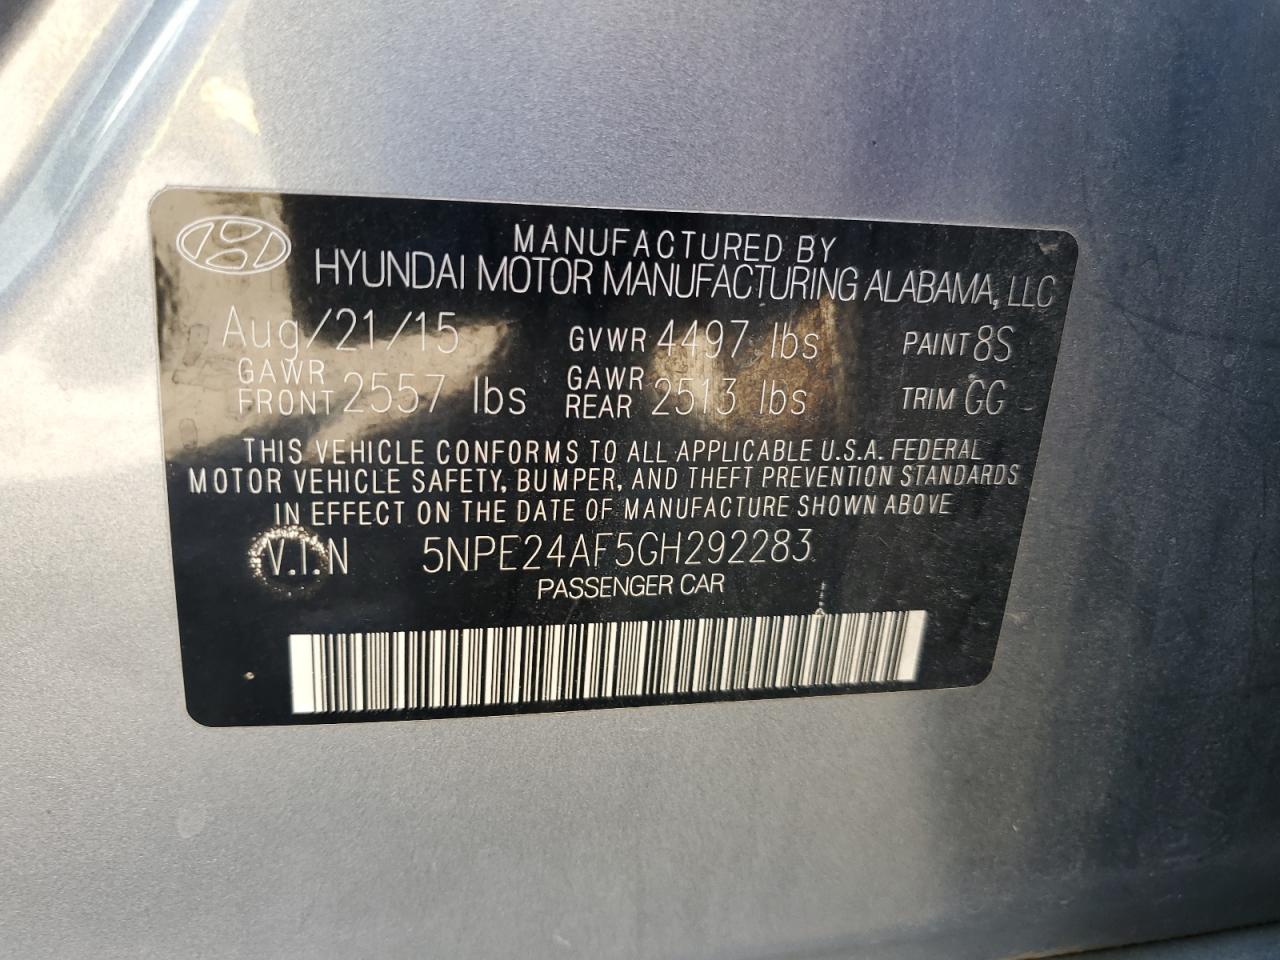 MANUFACTURED BY
HYUNDAI MOTOR MANUFACTURING ALABAMA, LLC
Aug/21/15 GVWR 4497 lbs PAINT 8S
GAWR FRONT 2557 lbs GAWR REAR 2513 lbs TRIM GG
THIS VEHICLE CONFORMS TO ALL APPLICABLE U.S.A. FEDERAL
MOTOR VEHICLE SAFETY, BUMPER, AND THEFT PREVENTION STANDARDS
IN EFFECT ON THE DATE OF MANUFACTURE SHOWN ABOVE
V.I.N 5NPE24AF5GH292283
PASSENGER CAR